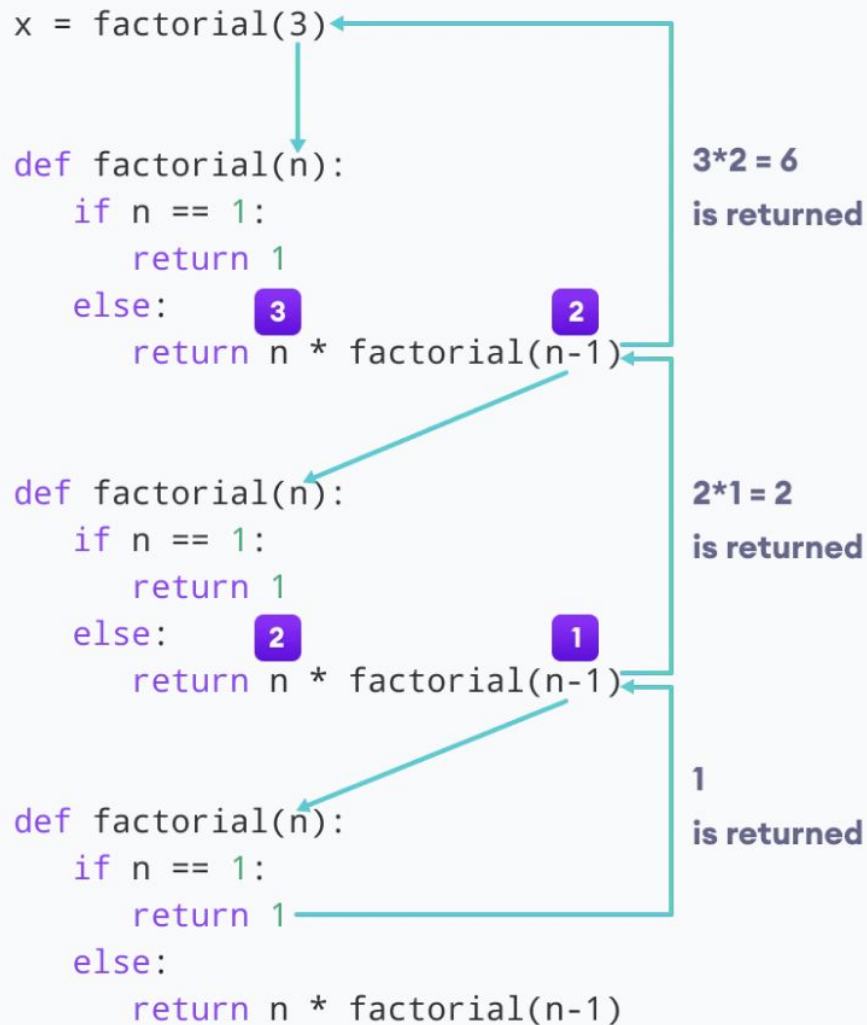 x = factorial(3)
def factorial(n):
3*2 = 6
if n == 1:
is returned
return 1
else:
3
2
return n * factorial(n-1)
def factorial(n):
2*1 = 2
if n == 1:
is returned
return 1
else:
2
1
return n * factorial(n-1)
1
def factorial(n):
is returned
if n == 1:
return 1
else:
return n * factorial(n-1)